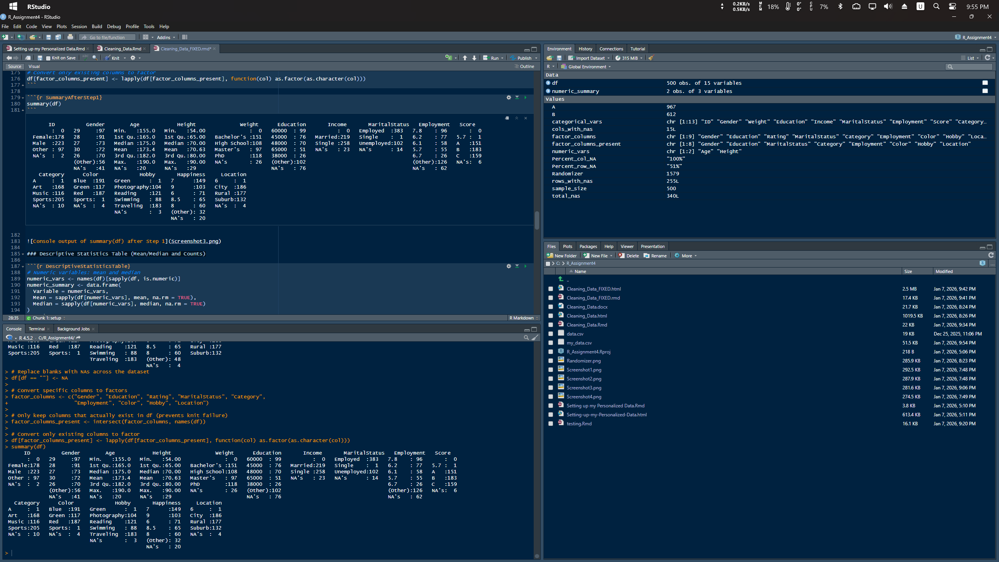 RStudio
0.2KB/s
0.5KB/s
MEM 18%
0°
0°
CPU 7%
U
9:55 PM
R_Assignment4 - RStudio
File Edit Code View Plots Session Build Debug Profile Tools Help
Go to file/function
Addins
R_Assignment4
Setting up my Personalized Data.Rmd
Cleaning_Data.Rmd
Cleaning_Data_FIXED.rmd*
Knit on Save
ABC
Knit
Run
Publish
Source Visual
Outline
175 # Convert only existing columns to factor
176 df[factor_columns_present] <- lapply(df[factor_columns_present], function(col) as.factor(as.character(col)))
177 ```
178
179 ```{r SummaryAfterStep1}
180 summary(df)
181 ```
ID Gender Age Height Weight Education Income MaritalStatus Employment Score
: 0 29 :97 Min. :155.0 Min. :54.00 : 0 60000 : 99 : 0 Employed :383 7.8 : 96 : 0
Female:178 28 :91 1st Qu.:165.0 1st Qu.:65.00 Bachelor's :151 45000 : 76 Married:219 Single : 1 6.2 : 77 5.7 : 1
Male :223 27 :73 Median :175.0 Median :70.00 High School:108 48000 : 70 Single :258 Unemployed:102 6.1 : 58 A :151
Other : 97 30 :72 Mean :173.4 Mean :70.63 Master's : 97 65000 : 51 NA's : 23 NA's : 14 5.7 : 55 B :183
NA's : 2 26 :70 3rd Qu.:182.0 3rd Qu.:80.00 PhD :118 38000 : 26 6.7 : 26 C :159
(Other):56 Max. :190.0 Max. :90.00 NA's : 26 (Other):102 (Other):126 NA's: 6
NA's :41 NA's :20 NA's :29 NA's : 76 NA's : 62
Category Color Hobby Happiness Location
A : 1 Blue :191 Green : 1 7 :149 6 : 1
Art :168 Green :117 Photography:104 9 :103 City :186
Music :116 Red :187 Reading :121 6 : 71 Rural :177
Sports:205 Sports: 1 Swimming : 88 8.5 : 65 Suburb:132
NA's : 10 NA's : 4 Traveling :183 8 : 60 NA's : 4
NA's : 3 (Other): 32
NA's : 20
182
183 ![Console output of summary(df) after Step 1](Screenshot3.png)
184
185 ### Descriptive Statistics Table (Mean/Median and Counts)
186
187 ```{r DescriptiveStatisticsTable}
188 # Numeric variables: mean and median
189 numeric_vars <- names(df)[sapply(df, is.numeric)]
190 numeric_summary <- data.frame(
191 Variable = numeric_vars,
192 Mean = sapply(df[numeric_vars], mean, na.rm = TRUE),
193 Median = sapply(df[numeric_vars], median, na.rm = TRUE)
194 )
28:35 C Chunk 1: setup
R Markdown
Console Terminal Background Jobs
R 4.5.2 . C:/R_Assignment4/
Music :116 Red :187 Reading :121 8.5 : 65 Rural :177
Sports:205 Sports: 1 Swimming : 88 8 : 60 Suburb:132
Traveling :183 (Other): 48
NA's : 4
> # Replace blanks with NAs across the dataset
> df[df == ""] <- NA
>
> # Convert specific columns to factors
> factor_columns <- c("Gender", "Education", "Rating", "MaritalStatus", "Category",
+ "Employment", "Color", "Hobby", "Location")
>
> # Only keep columns that actually exist in df (prevents knit failure)
> factor_columns_present <- intersect(factor_columns, names(df))
>
> # Convert only existing columns to factor
> df[factor_columns_present] <- lapply(df[factor_columns_present], function(col) as.factor(as.character(col)))
> summary(df)
ID Gender Age Height Weight Education Income MaritalStatus Employment Score
: 0 29 :97 Min. :155.0 Min. :54.00 : 0 60000 : 99 : 0 Employed :383 7.8 : 96 : 0
Female:178 28 :91 1st Qu.:165.0 1st Qu.:65.00 Bachelor's :151 45000 : 76 Married:219 Single : 1 6.2 : 77 5.7 : 1
Male :223 27 :73 Median :175.0 Median :70.00 High School:108 48000 : 70 Single :258 Unemployed:102 6.1 : 58 A :151
Other : 97 30 :72 Mean :173.4 Mean :70.63 Master's : 97 65000 : 51 NA's : 23 NA's : 14 5.7 : 55 B :183
NA's : 2 26 :70 3rd Qu.:182.0 3rd Qu.:80.00 PhD :118 38000 : 26 6.7 : 26 C :159
(Other):56 Max. :190.0 Max. :90.00 NA's : 26 (Other):102 (Other):126 NA's: 6
NA's :41 NA's :20 NA's :29 NA's : 76 NA's : 62
Category Color Hobby Happiness Location
A : 1 Blue :191 Green : 1 7 :149 6 : 1
Art :168 Green :117 Photography:104 9 :103 City :186
Music :116 Red :187 Reading :121 6 : 71 Rural :177
Sports:205 Sports: 1 Swimming : 88 8.5 : 65 Suburb:132
NA's : 10 NA's : 4 Traveling :183 8 : 60 NA's : 4
NA's : 3 (Other): 32
NA's : 20
>
Environment History Connections Tutorial
Import Dataset
315 MiB
List
R
Global Environment
Data
df 500 obs. of 15 variables
numeric_summary 2 obs. of 3 variables
Values
A 967
B 612
categorical_vars chr [1:13] "ID" "Gender" "Weight" "Education" "Income" "MaritalStatus" "Employment" "Score" "Category…
cols_with_nas 15L
factor_columns chr [1:9] "Gender" "Education" "Rating" "MaritalStatus" "Category" "Employment" "Color" "Hobby" "Loca…
factor_columns_present chr [1:8] "Gender" "Education" "MaritalStatus" "Category" "Employment" "Color" "Hobby" "Location"
numeric_vars chr [1:2] "Age" "Height"
Percent_col_NA "100%"
Percent_row_NA "51%"
Randomizer 1579
rows_with_nas 255L
sample_size 500
total_nas 340L
Files Plots Packages Help Viewer Presentation
New Folder
New File
Delete
Rename
More
C: R_Assignment4
...
Name Size Modified
..
Cleaning_Data_FIXED.html 2.5 MB Jan 7, 2026, 9:42 PM
Cleaning_Data_FIXED.rmd 17.4 KB Jan 7, 2026, 9:41 PM
Cleaning_Data.docx 21.7 KB Jan 7, 2026, 8:24 PM
Cleaning_Data.html 1019.5 KB Jan 7, 2026, 8:26 PM
Cleaning_Data.Rmd 22 KB Jan 7, 2026, 9:34 PM
data.csv 19 KB Dec 25, 2025, 11:06 PM
my_data.csv 51.5 KB Jan 7, 2026, 9:54 PM
R_Assignment4.Rproj 218 B Jan 7, 2026, 5:06 PM
Randomizer.png 285.9 KB Jan 7, 2026, 8:23 PM
Screenshot1.png 292.5 KB Jan 7, 2026, 7:48 PM
Screenshot2.png 287.9 KB Jan 7, 2026, 7:48 PM
Screenshot3.png 281.6 KB Jan 7, 2026, 9:06 PM
Screenshot4.png 274.5 KB Jan 7, 2026, 7:49 PM
Setting up my Personalized Data.Rmd 3.8 KB Jan 7, 2026, 5:10 PM
Setting-up-my-Personalized-Data.html 613.4 KB Jan 7, 2026, 5:11 PM
testing.Rmd 16.1 KB Jan 7, 2026, 9:20 PM